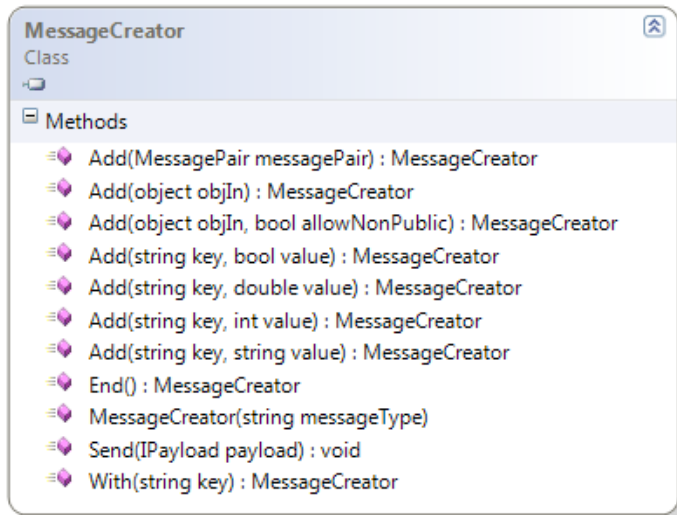 MessageCreator
Class
Methods
Add(MessagePair messagePair) : MessageCreator
Add(object objIn) : MessageCreator
Add(object objIn, bool allowNonPublic) : MessageCreator
Add(string key, bool value) : MessageCreator
Add(string key, double value) : MessageCreator
Add(string key, int value) : MessageCreator
Add(string key, string value) : MessageCreator
End() : MessageCreator
MessageCreator(string messageType)
Send(IPayload payload) : void
With(string key) : MessageCreator